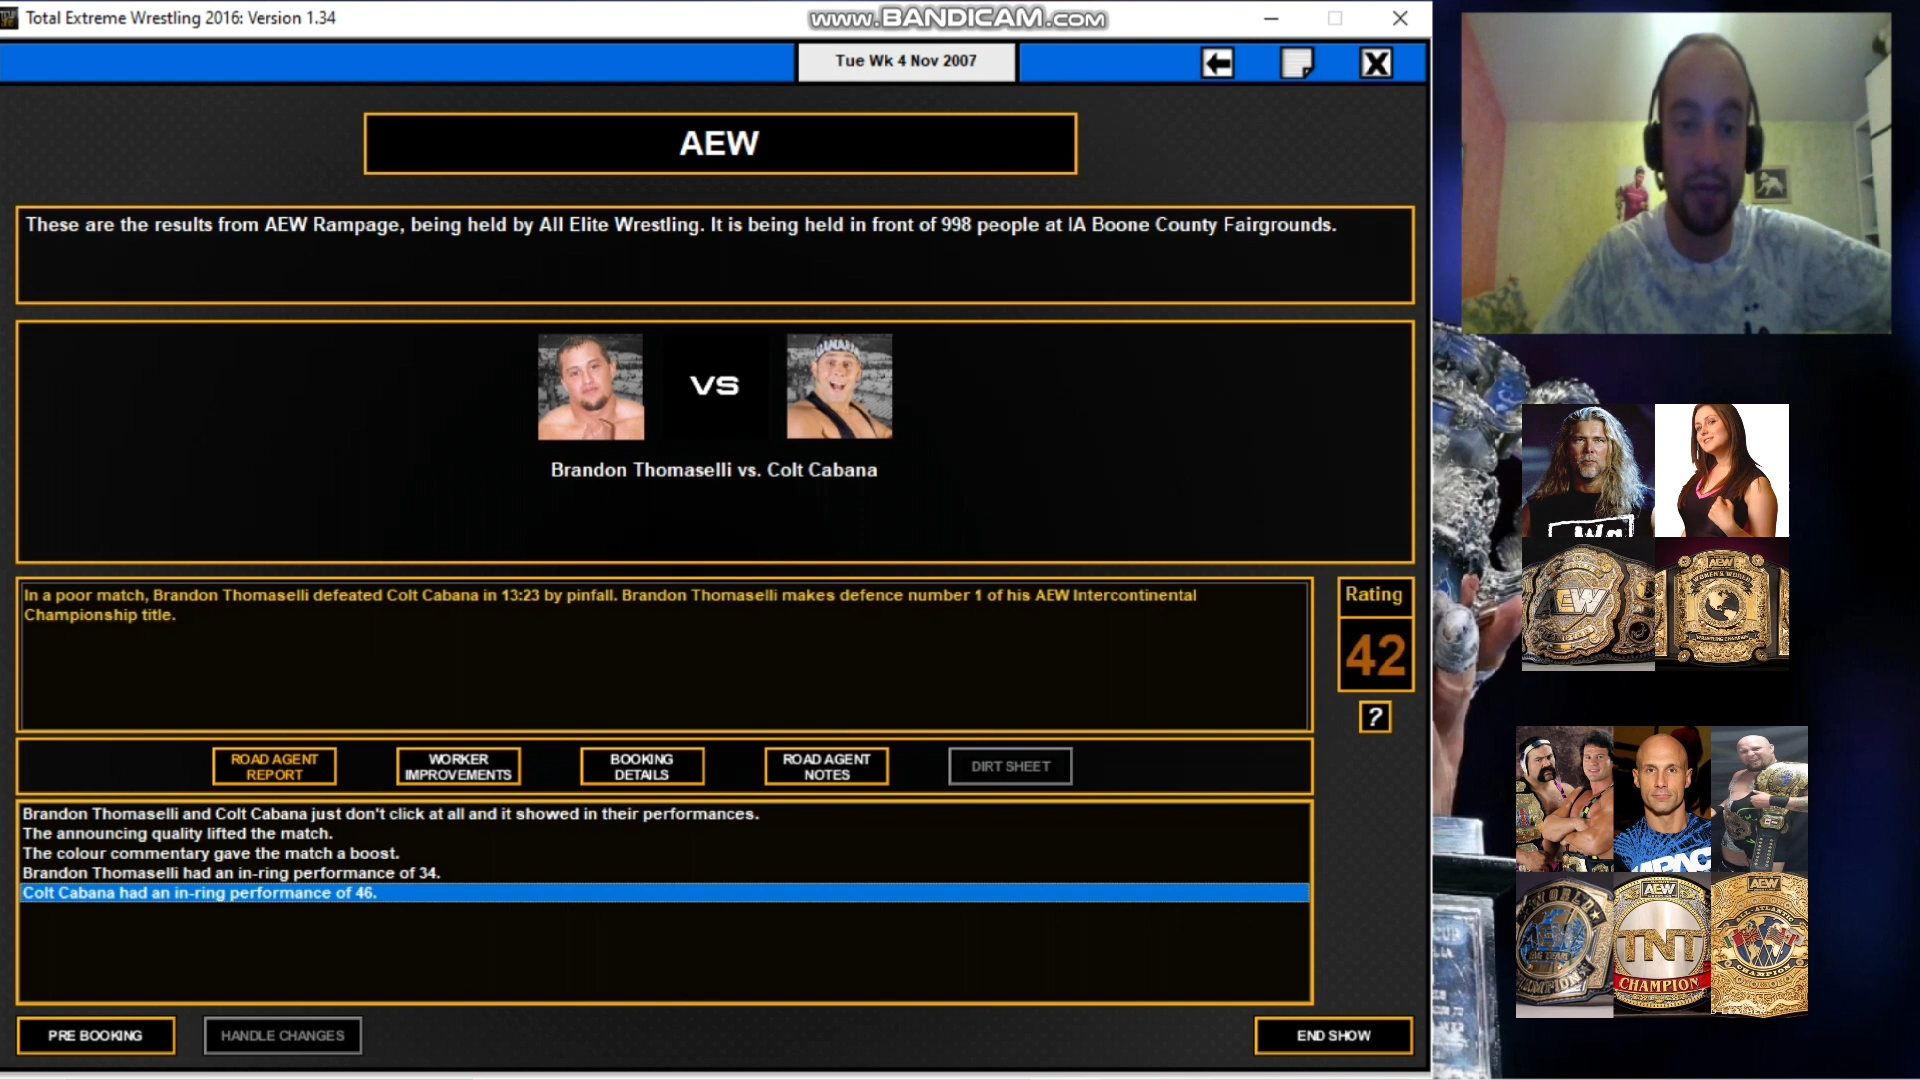 Total Extreme Wrestling 2016: Version 1.34
www.BANDICAM.com
Tue Wk 4 Nov 2007
AEW
These are the results from AEW Rampage, being held by All Elite Wrestling. It is being held in front of 998 people at IA Boone County Fairgrounds.
VS
Brandon Thomaselli vs. Colt Cabana
In a poor match, Brandon Thomaselli defeated Colt Cabana in 13:23 by pinfall. Brandon Thomaselli makes defence number 1 of his AEW Intercontinental
Championship title.
Rating
42
?
ROAD AGENT
REPORT
WORKER
IMPROVEMENTS
BOOKING
DETAILS
ROAD AGENT
NOTES
DIRT SHEET
Brandon Thomaselli and Colt Cabana just don't click at all and it showed in their performances.
The announcing quality lifted the match.
The colour commentary gave the match a boost.
Brandon Thomaselli had an in-ring performance of 34.
Colt Cabana had an in-ring performance of 46.
PRE BOOKING
HANDLE CHANGES
END SHOW
AEW
AEW
WOMEN'S WORLD
AEW
TNT
CHAMPION
AEW
ALL-ATLANTIC
CHAMPION